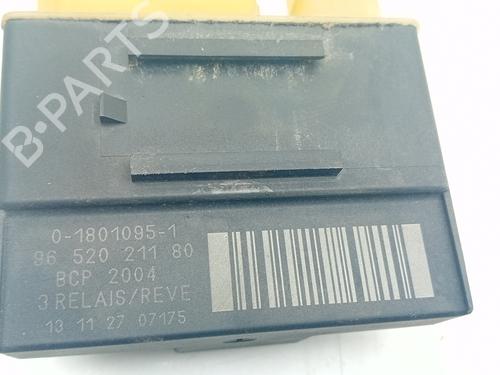 B-PARTS
0-1801095-1
96 520 211 80
BCP 2004
3 RELAIS/REVE
13 11 27 07175